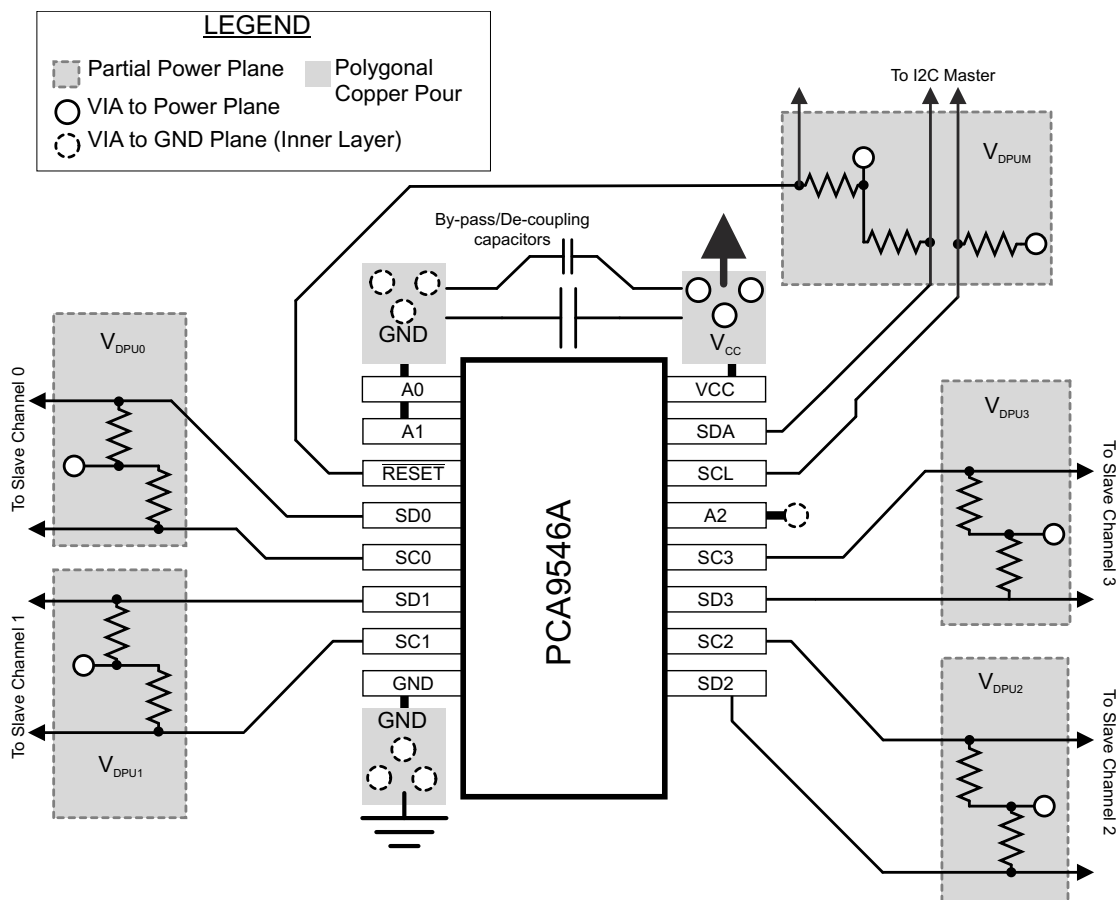 LEGEND
Partial Power Plane
Polygonal
Copper Pour
VIA to Power Plane
VIA to GND Plane (Inner Layer)
To I2C Master
VDPUM
By-pass/De-coupling
capacitors
GND
VCC
VDPU0
To Slave Channel 0
VDPU1
To Slave Channel 1
A0
A1
RESET
SD0
SC0
SD1
SC1
GND
GND
PCA9546A
VCC
SDA
SCL
A2
SC3
SD3
SC2
SD2
VDPU3
To Slave Channel 3
VDPU2
To Slave Channel 2